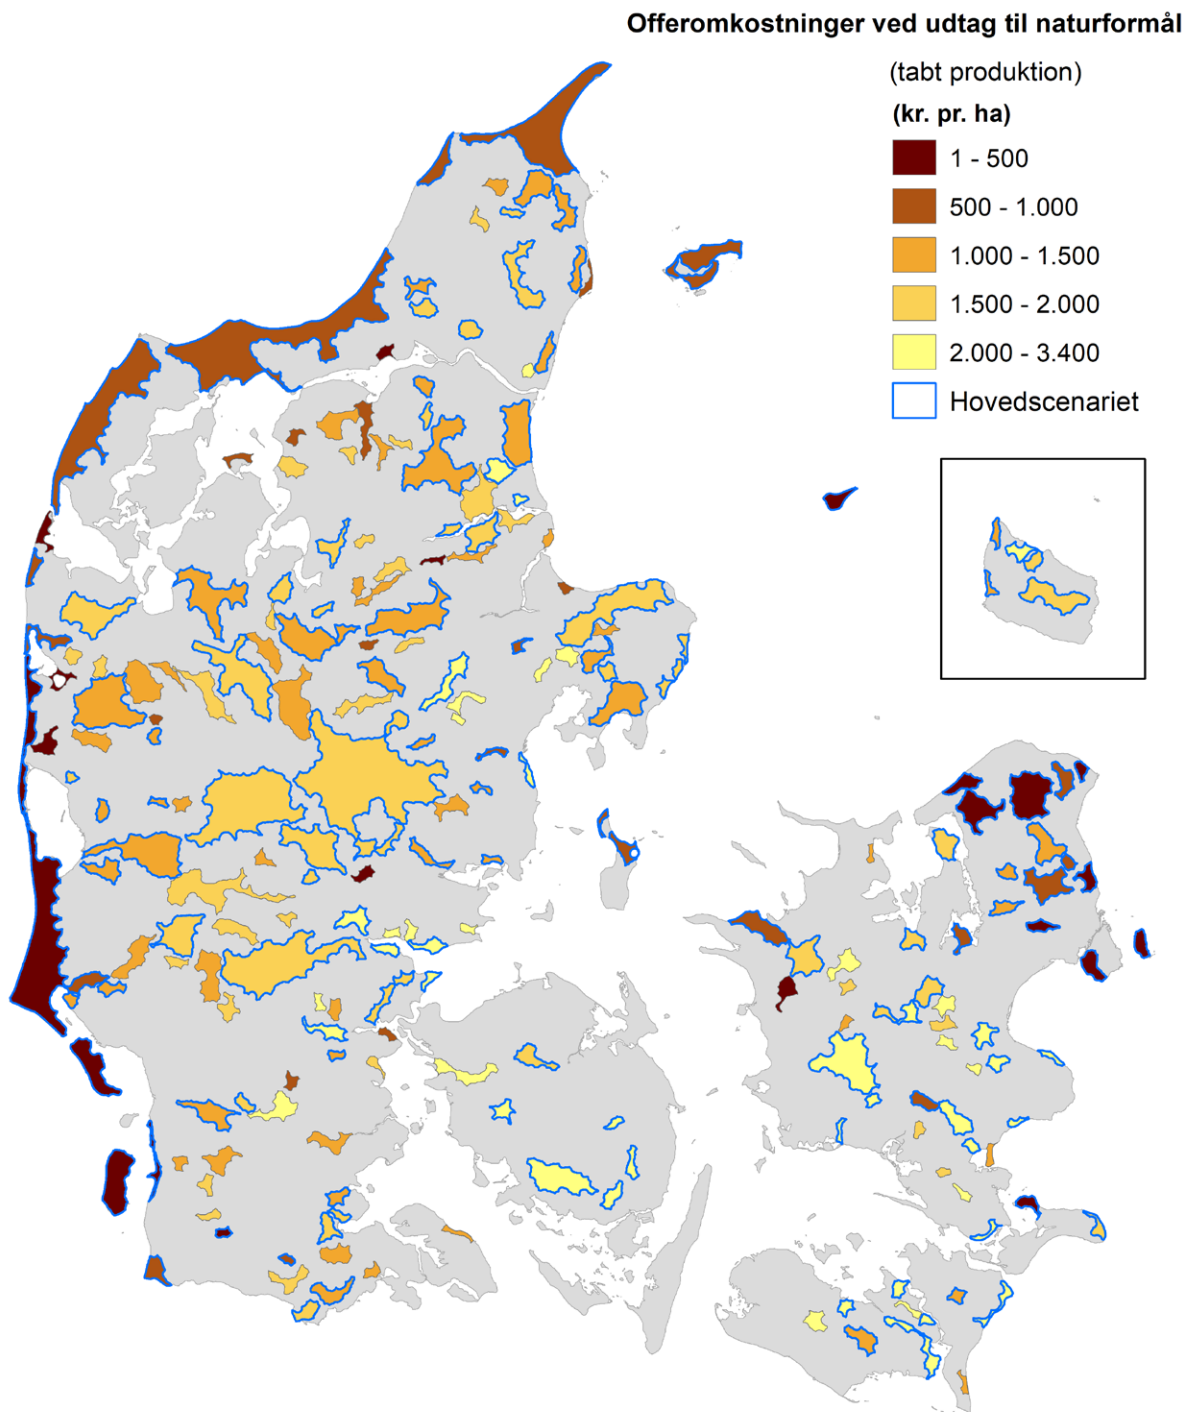 Offeromkostninger ved udtag til naturformål
(tabt produktion)
(kr. pr. ha)
1 - 500
500 - 1.000
1.000 - 1.500
1.500 - 2.000
2.000 - 3.400
Hovedscenariet